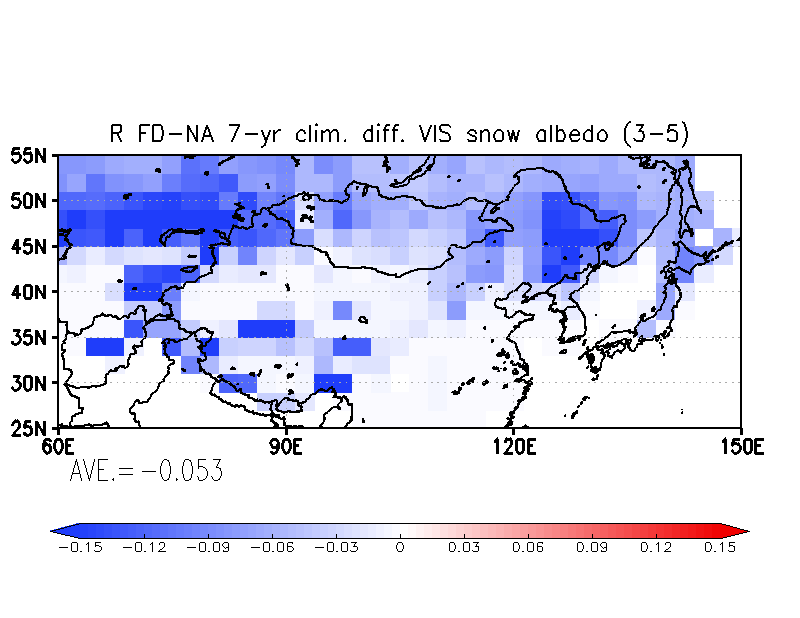 R FD-NA 7-yr clim. diff. VIS snow albedo (3-5)
55N
50N
45N
40N
35N
30N
25N
60E 90E 120E 150E
AVE.= -0.053
-0.15 -0.12 -0.09 -0.06 -0.03 0 0.03 0.06 0.09 0.12 0.15